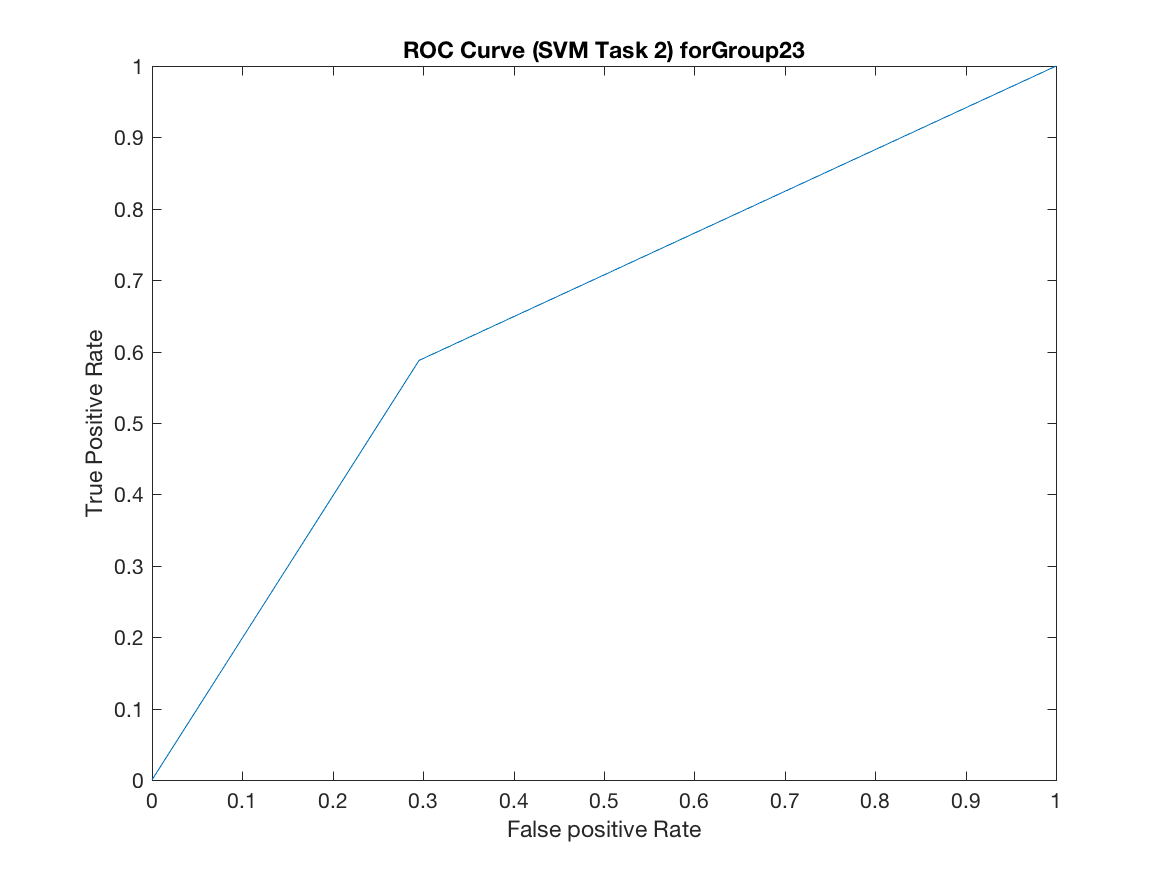 ROC Curve (SVM Task 2) forGroup23
1
0.9
0.8
0.7
0.6
0.5
0.4
0.3
0.2
0.1
0
True Positive Rate
0 0.1 0.2 0.3 0.4 0.5 0.6 0.7 0.8 0.9 1
False positive Rate